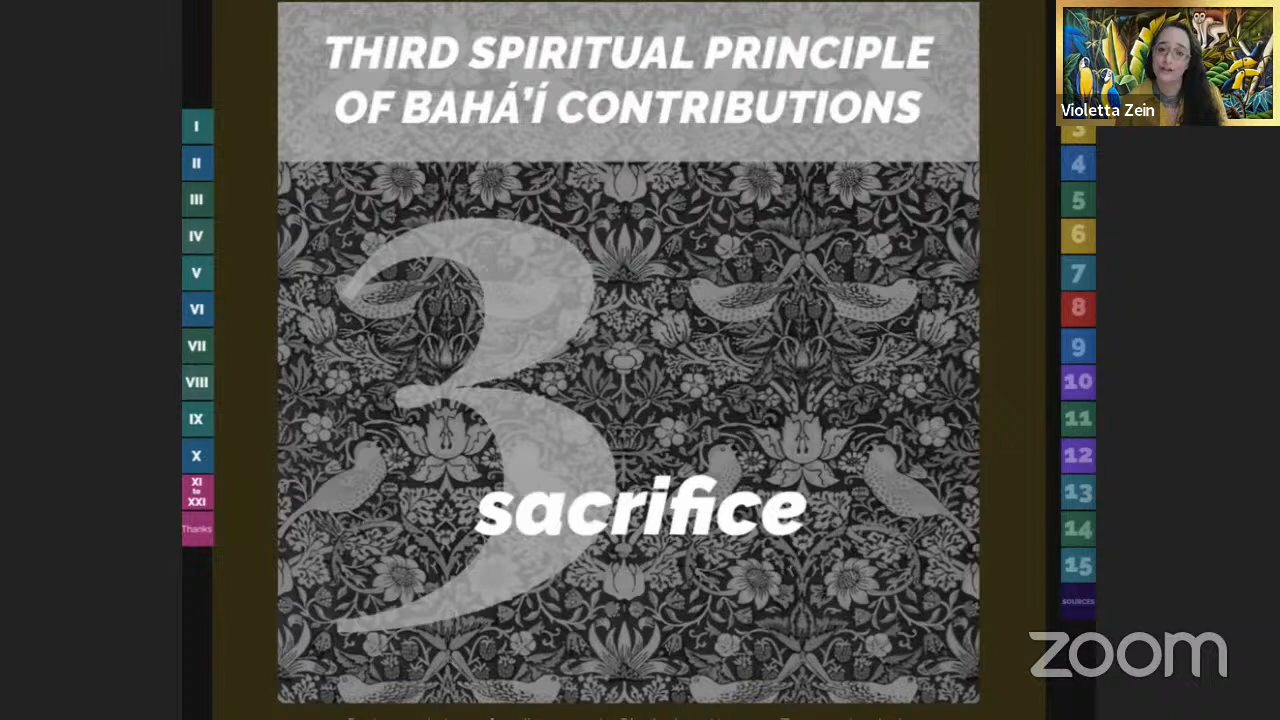 THIRD SPIRITUAL PRINCIPLE
OF BAHÁ'Í CONTRIBUTIONS
3
sacrifice
I
II
III
IV
V
VI
VII
VIII
IX
X
XI
to
XXI
Thanks
Violetta Zein
3
4
5
6
7
8
9
10
11
12
13
14
15
SOURCES
zoom